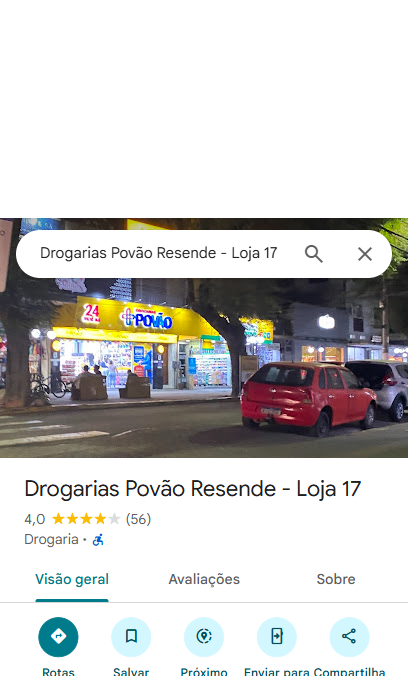 Drogarias Povão Resende - Loja 17
24
POVÃO
Drogarias Povão Resende - Loja 17
4,0 (56)
Drogaria
Visão geral
Avaliações
Sobre
Rotas
Salvar
Próximo
Enviar para
Compartilha